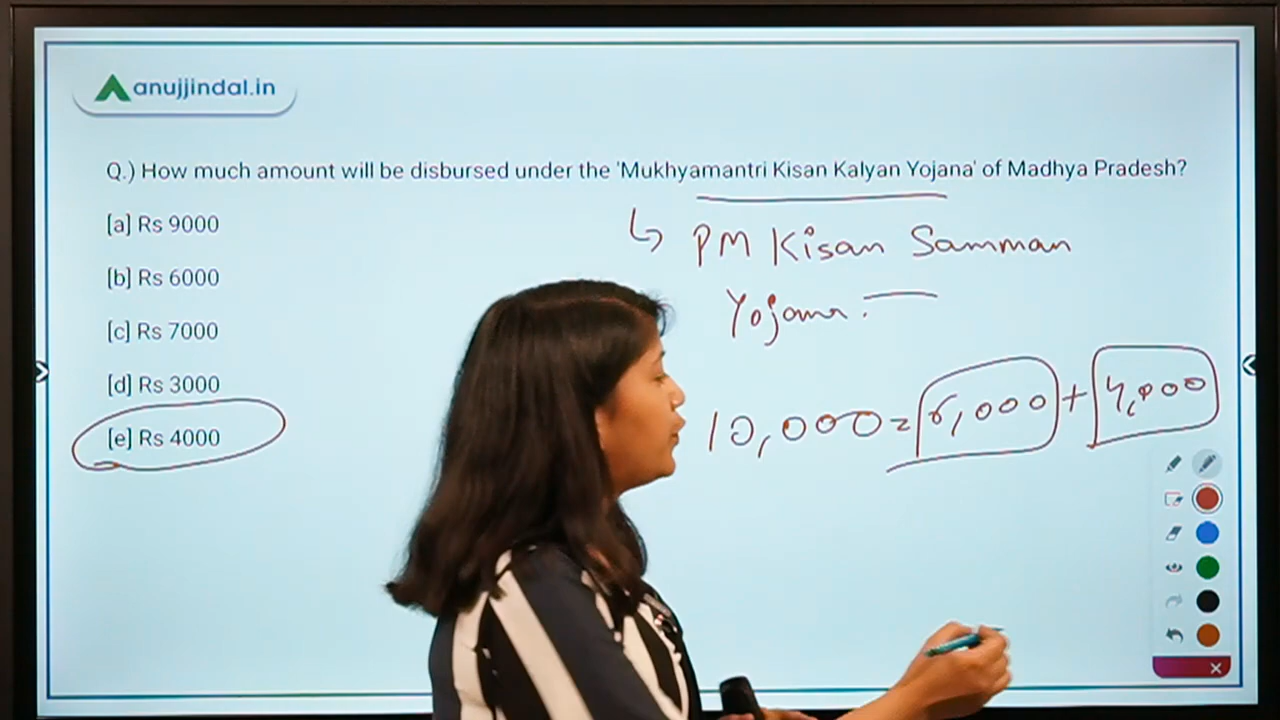 anujjindal.in
Q.) How much amount will be disbursed under the 'Mukhyamantri Kisan Kalyan Yojana' of Madhya Pradesh?
[a] Rs 9000
[b] Rs 6000
[c] Rs 7000
[d] Rs 3000
[e] Rs 4000
PM Kisan Samman
Yojana.
10,000 = 6,000 + 4,000